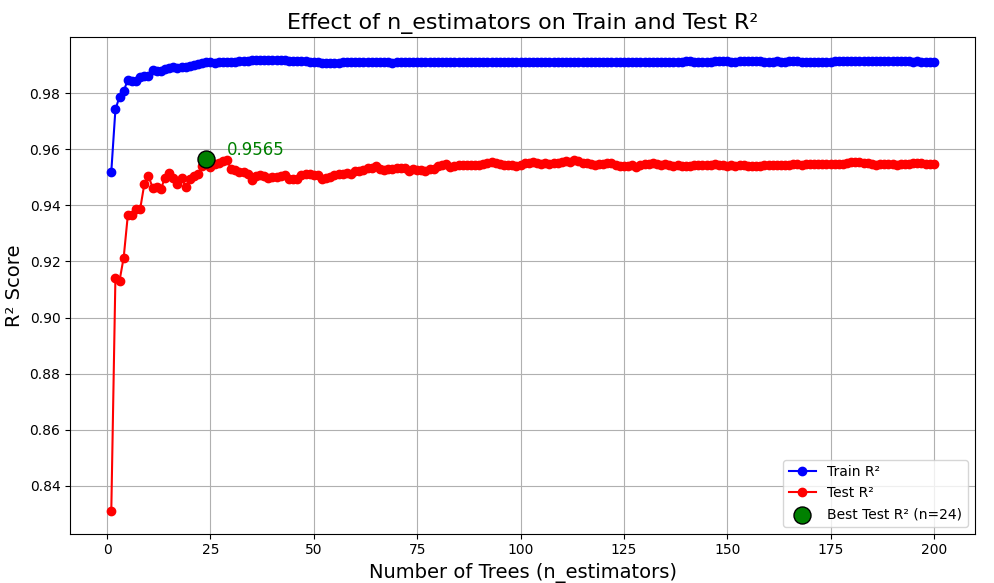 Effect of n_estimators on Train and Test R²
R² Score
0.98
0.96
0.94
0.92
0.90
0.88
0.86
0.84
0.9565
Train R²
Test R²
Best Test R² (n=24)
0 25 50 75 100 125 150 175 200
Number of Trees (n_estimators)